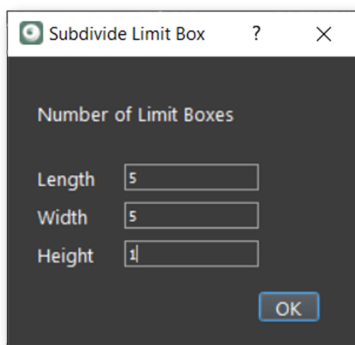 Subdivide Limit Box ?
Number of Limit Boxes
Length 5
Width 5
Height 1
OK